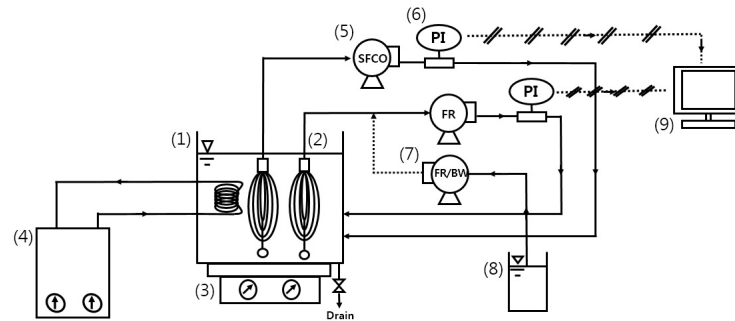 (6)
(5)
PI
SFCO
PI
(9)
FR
(1)
(2)
(7)
FR/BW
(4)
(3)
(8)
Drain